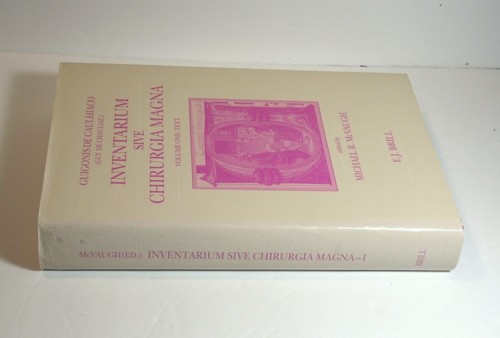 GUIGONIS DE CAULHIACO
(GUY DE CHAULIAC)
INVENTARIUM
SIVE
CHIRURGIA MAGNA
VOLUME ONE: TEXT
edited by
MICHAEL R. McVAUGH
E.J. BRILL
McVAUGH (ED.) INVENTARIUM SIVE CHIRURGIA MAGNA – I BRILL